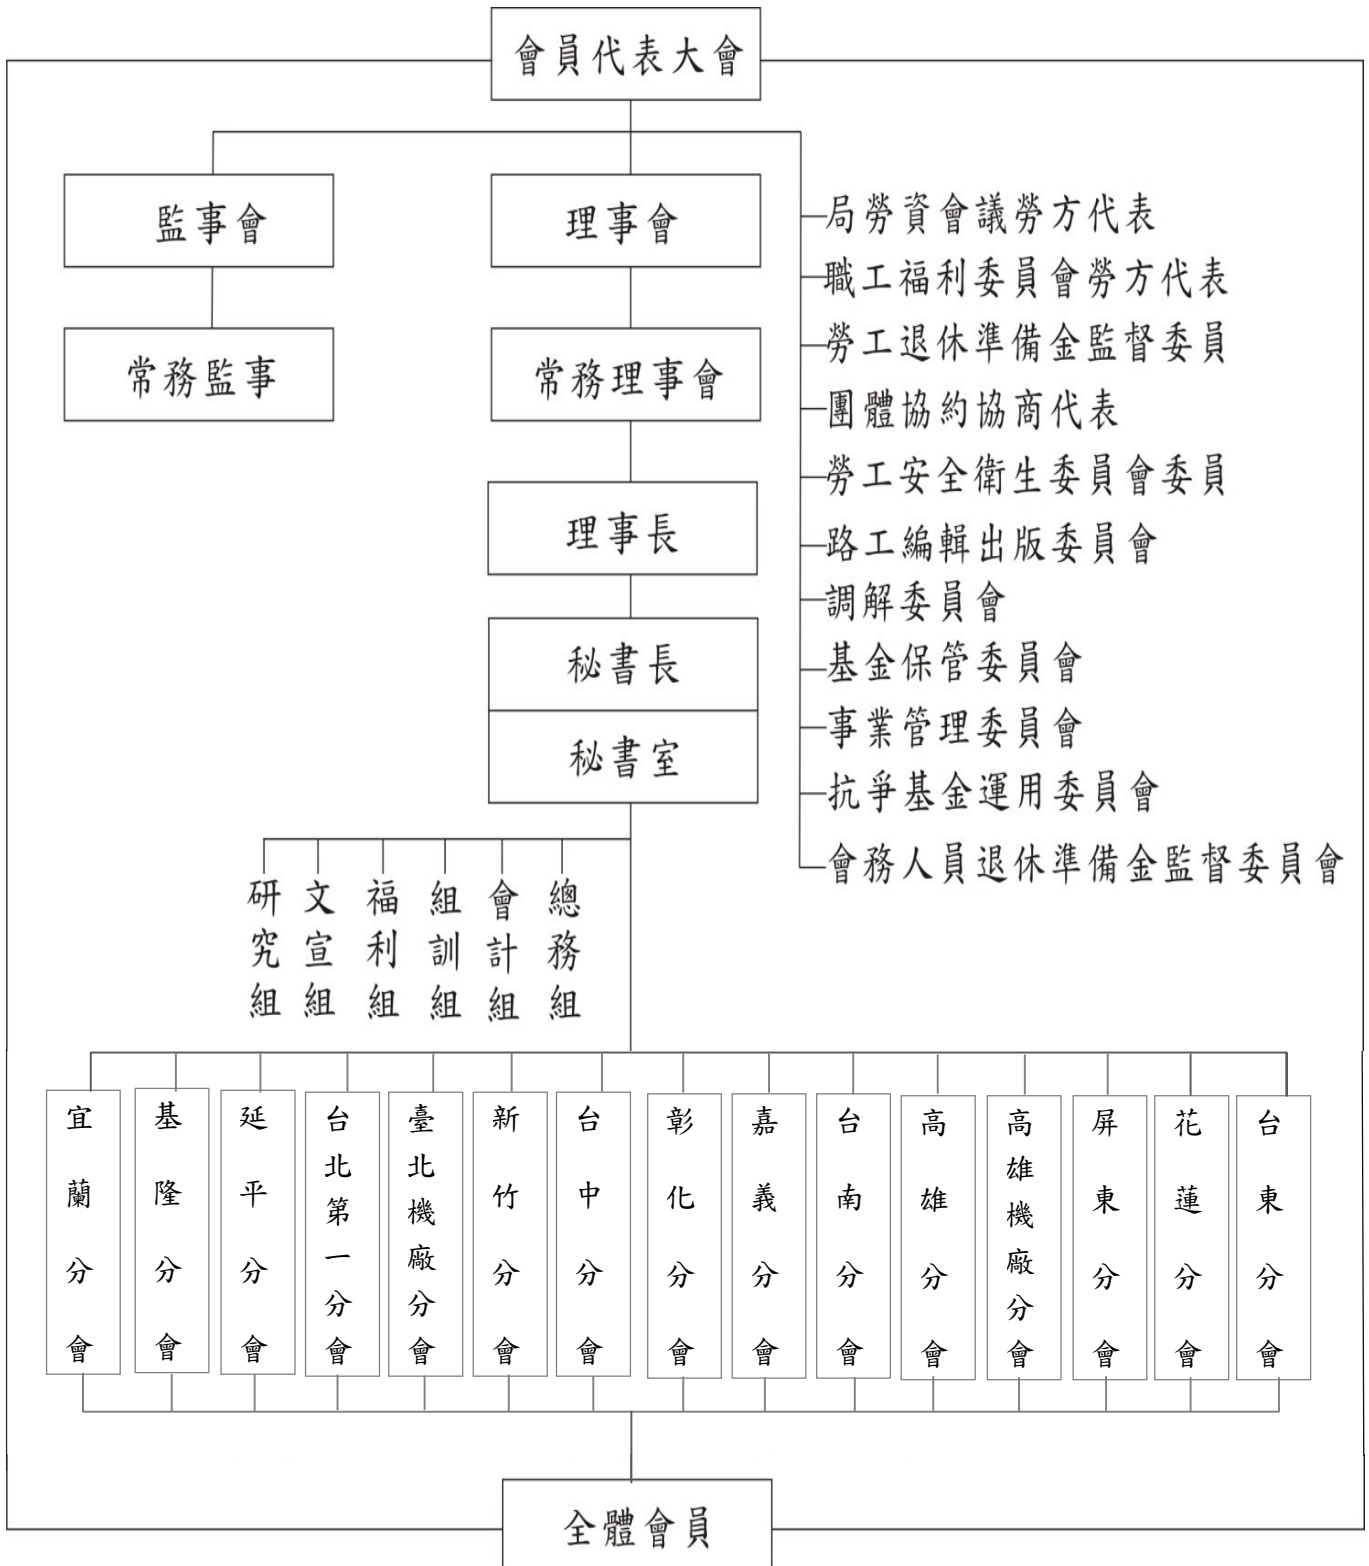 會員代表大會
監事會
理事會
常務監事
常務理事會
理事長
秘書長
秘書室
局勞資會議勞方代表
職工福利委員會勞方代表
勞工退休準備金監督委員
團體協約協商代表
勞工安全衛生委員會委員
路工編輯出版委員會
調解委員會
基金保管委員會
事業管理委員會
抗爭基金運用委員會
會務人員退休準備金監督委員會
研究組
文宣組
福利組
組訓組
會計組
總務組
宜蘭分會
基隆分會
延平分會
台北第一分會
臺北機廠分會
新竹分會
台中分會
彰化分會
嘉義分會
台南分會
高雄分會
高雄機廠分會
屏東分會
花蓮分會
台東分會
全體會員